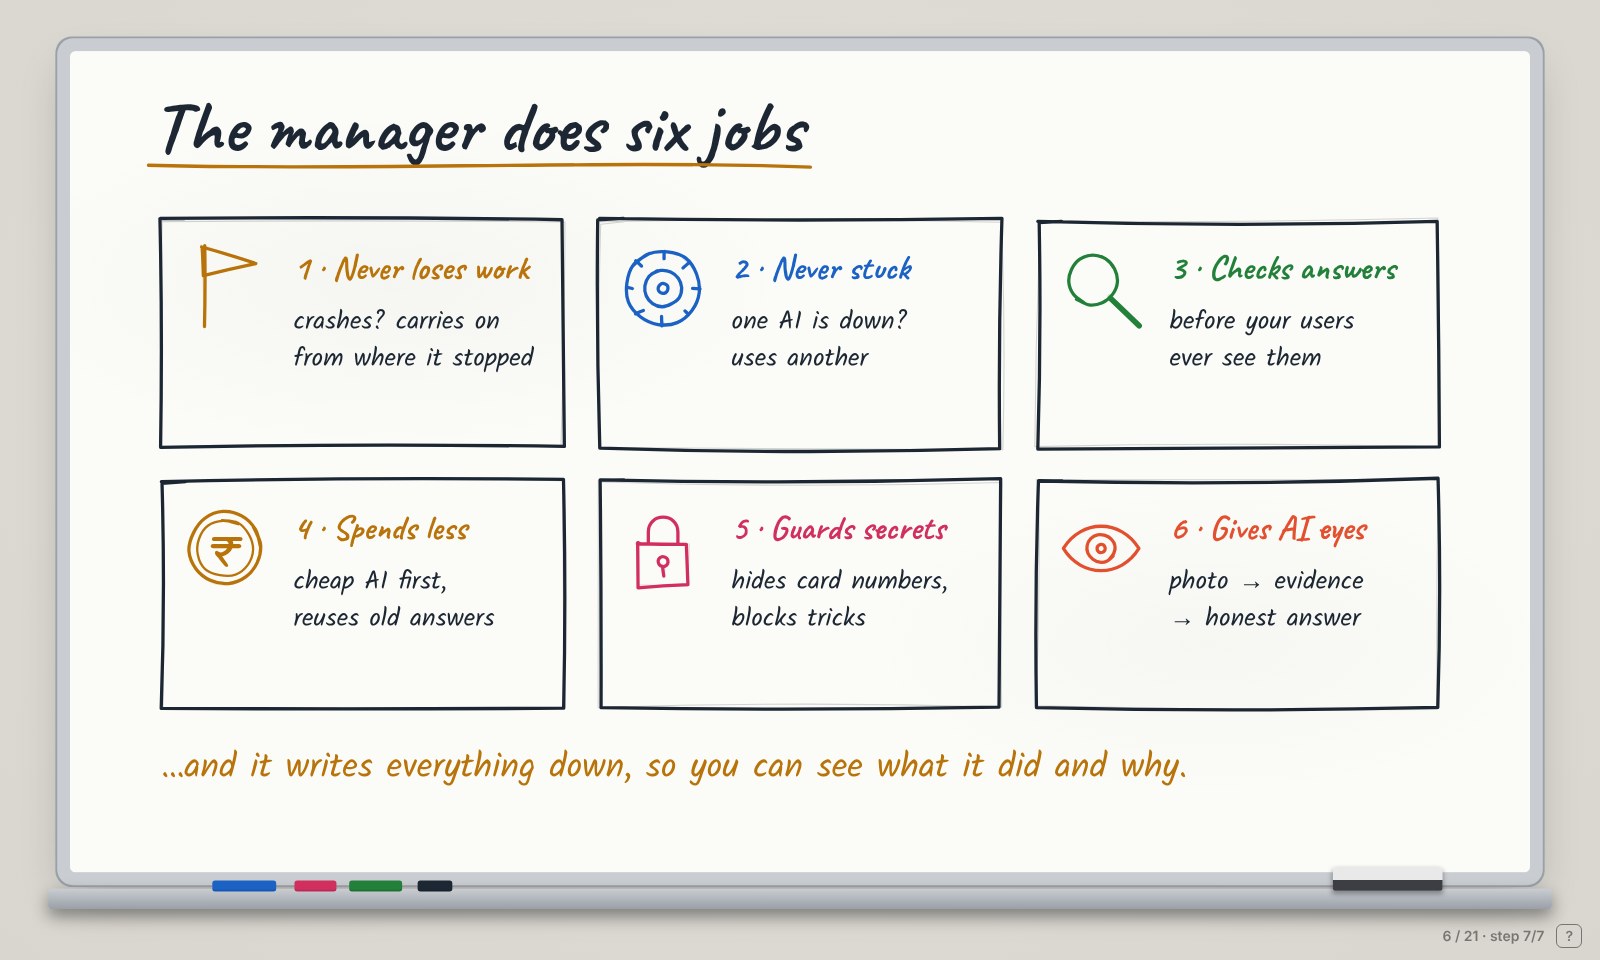 The manager does six jobs
1 · Never loses work
crashes? carries on
from where it stopped
2 · Never stuck
one AI is down?
uses another
3 · Checks answers
before your users
ever see them
4 · Spends less
₹
cheap AI first,
reuses old answers
5 · Guards secrets
hides card numbers,
blocks tricks
6 · Gives AI eyes
photo → evidence
→ honest answer
...and it writes everything down, so you can see what it did and why.
6 / 21 · step 7/7 ?